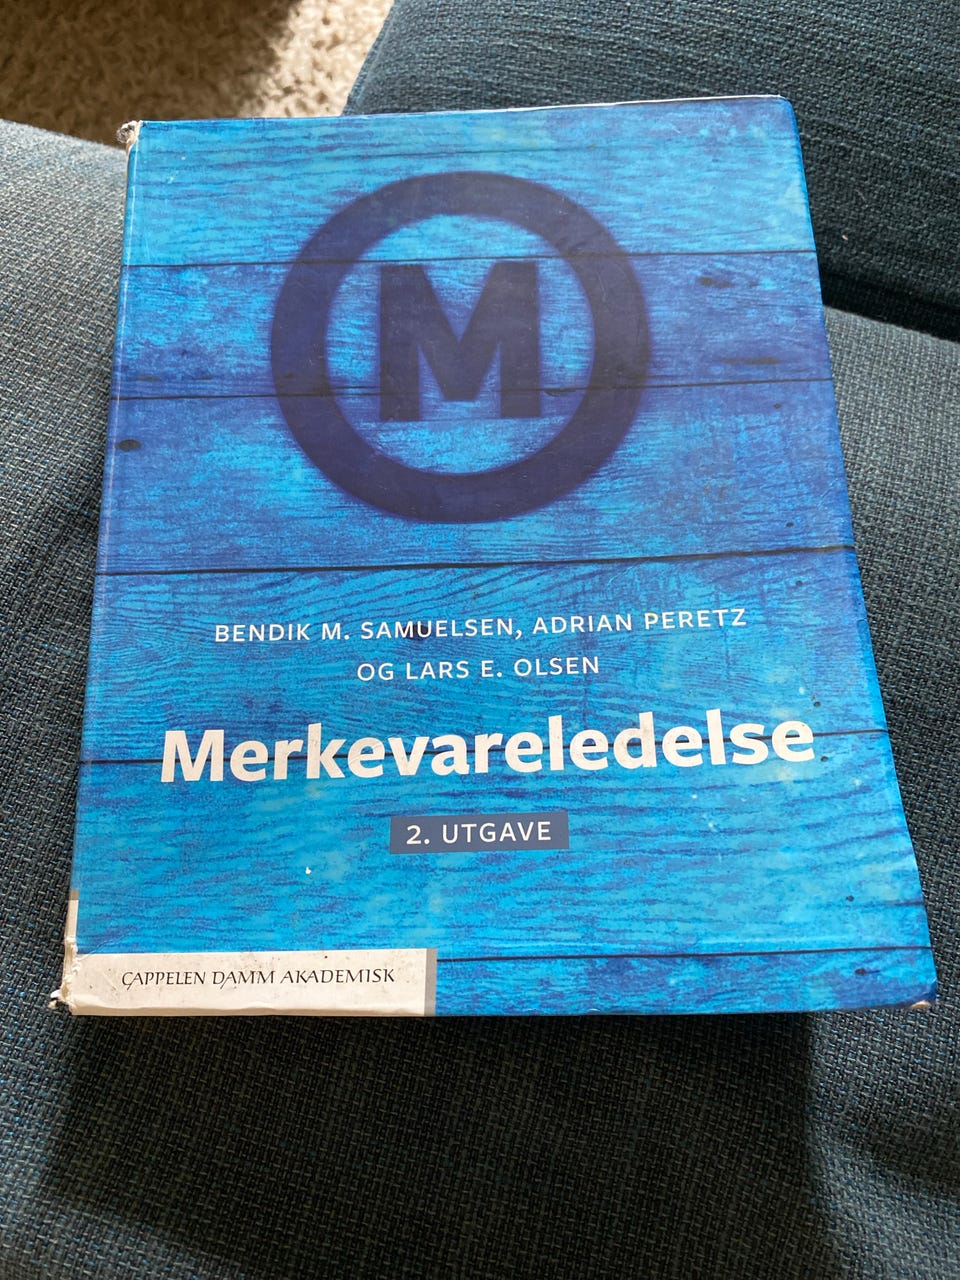 M
BENDIK M. SAMUELSEN, ADRIAN PERETZ
OG LARS E. OLSEN
Merkevareledelse
2. UTGAVE
CAPPELEN DAMM AKADEMISK